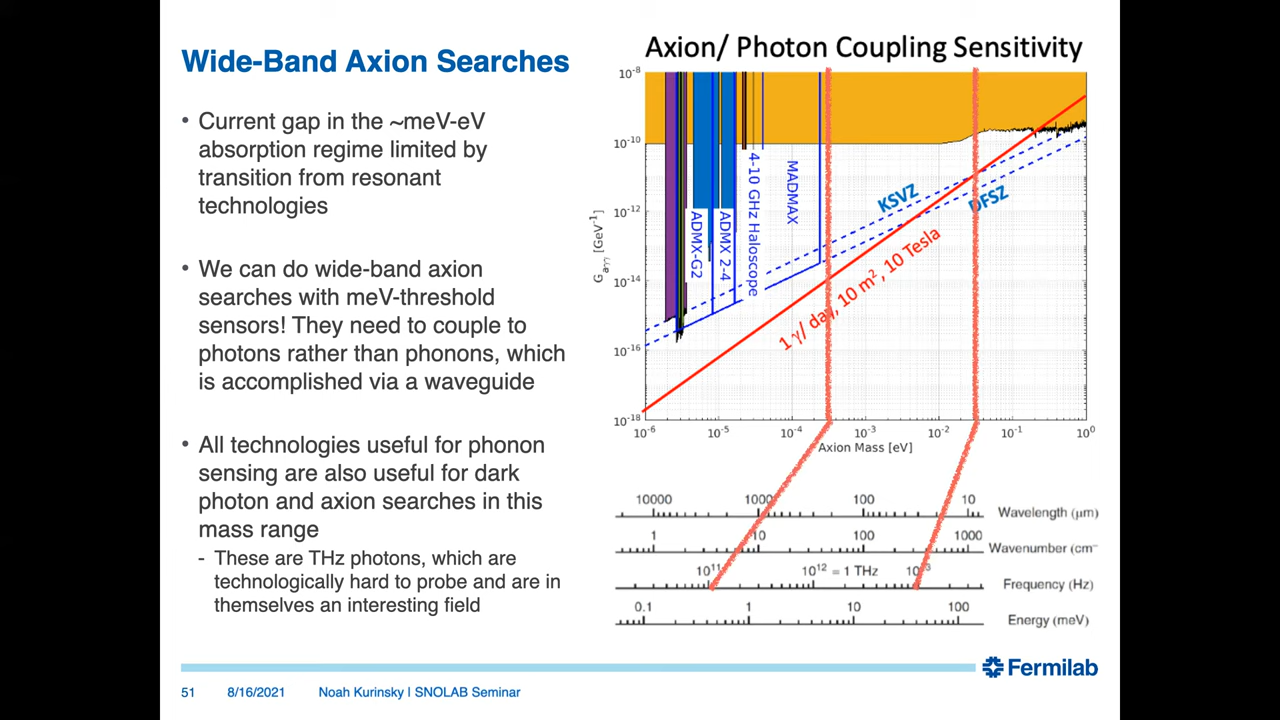 Wide-Band Axion Searches
• Current gap in the ~meV-eV
absorption regime limited by
transition from resonant
technologies
• We can do wide-band axion
searches with meV-threshold
sensors! They need to couple to
photons rather than phonons, which
is accomplished via a waveguide
• All technologies useful for phonon
sensing are also useful for dark
photon and axion searches in this
mass range
- These are THz photons, which are
technologically hard to probe and are in
themselves an interesting field
Axion/ Photon Coupling Sensitivity
10⁻⁸
10⁻¹⁰
10⁻¹²
10⁻¹⁴
10⁻¹⁶
10⁻¹⁸
G_aγγ [GeV⁻¹]
ADMX-G2
ADMX 2-4
4-10 GHz Haloscope
MADMAX
KSVZ
DFSZ
1 γ/ day, 10 m², 10 Tesla
10⁻⁶ 10⁻⁵ 10⁻⁴ 10⁻³ 10⁻² 10⁻¹ 10⁰
Axion Mass [eV]
10000 1000 100 10
Wavelength (μm)
1 10 100 1000
Wavenumber (cm⁻
10¹¹ 10¹² = 1 THz
Frequency (Hz)
0.1 1 10 100
Energy (meV)
Fermilab
51 8/16/2021 Noah Kurinsky | SNOLAB Seminar